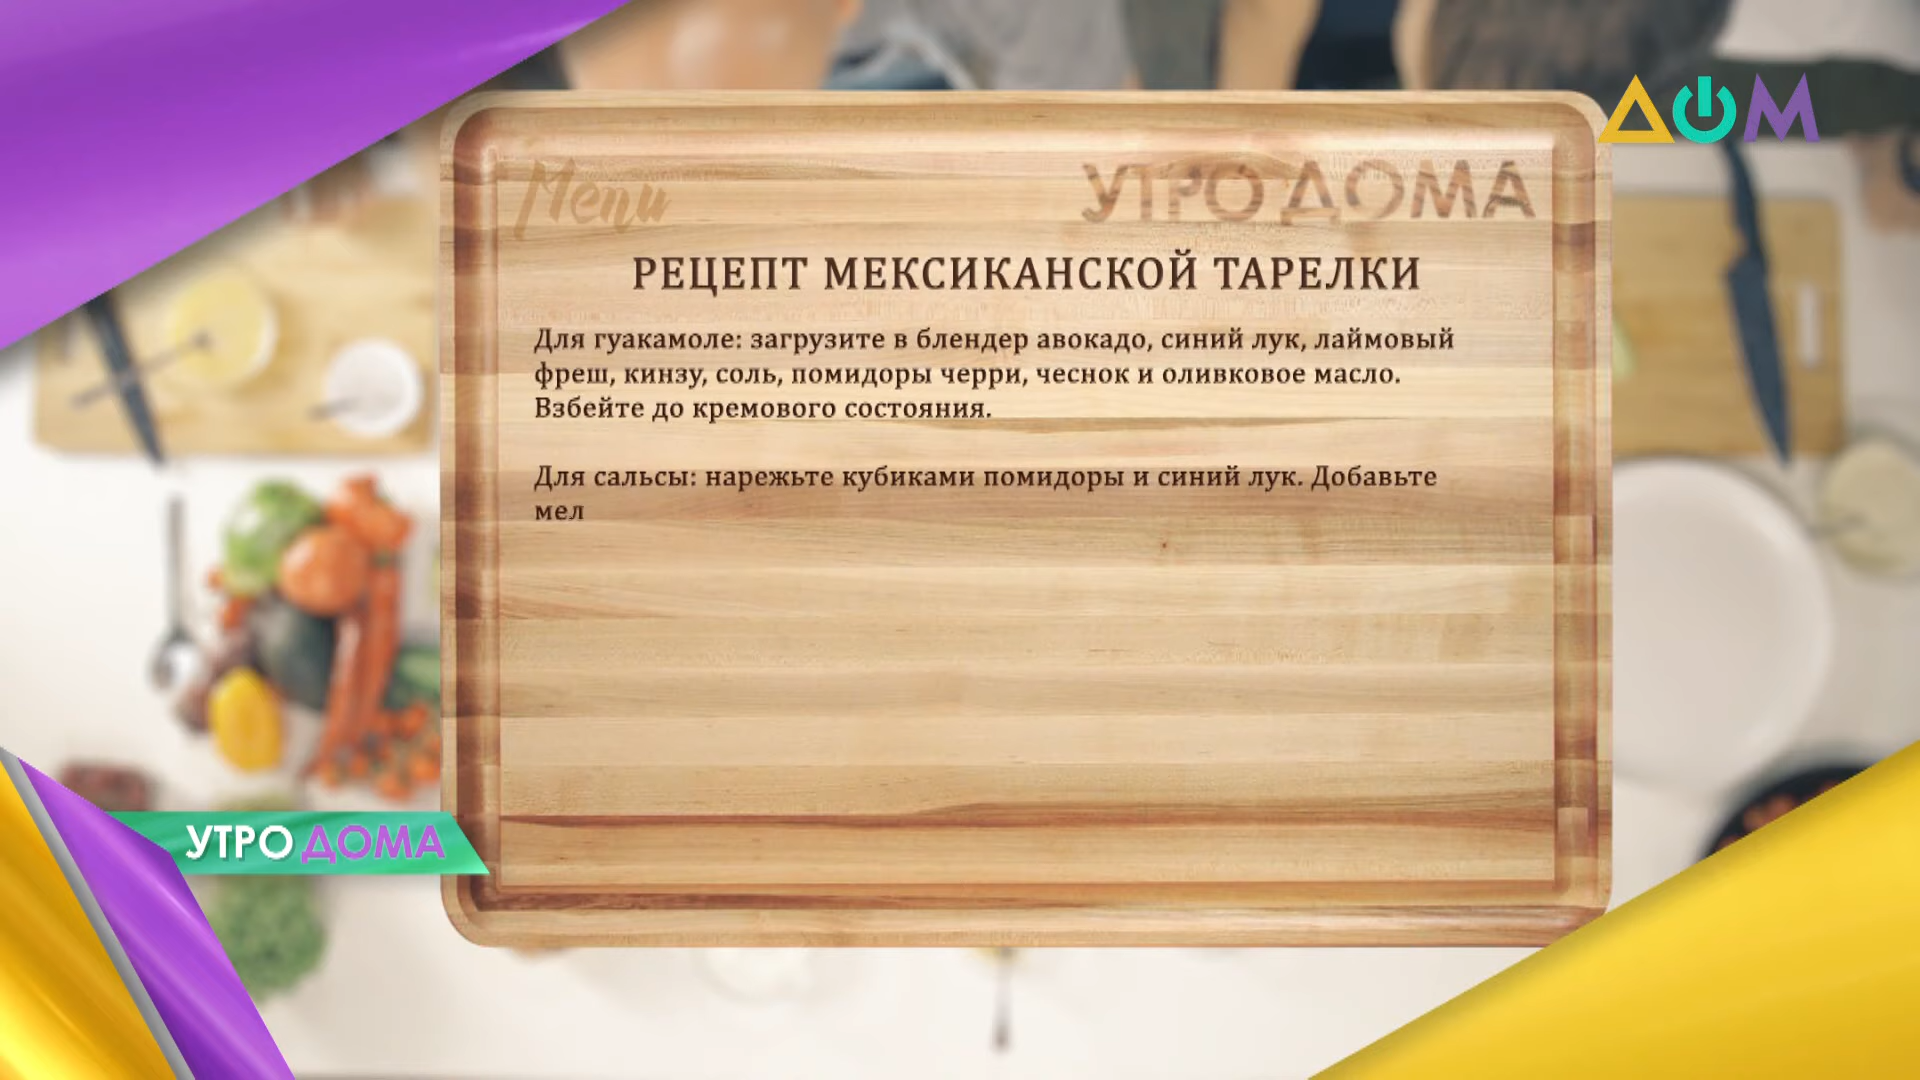 ДОМ
Menu
УТРО ДОМА
РЕЦЕПТ МЕКСИКАНСКОЙ ТАРЕЛКИ
Для гуакамоле: загрузите в блендер авокадо, синий лук, лаймовый
фреш, кинзу, соль, помидоры черри, чеснок и оливковое масло.
Взбейте до кремового состояния.
Для сальсы: нарежьте кубиками помидоры и синий лук. Добавьте
мел
УТРО ДОМА